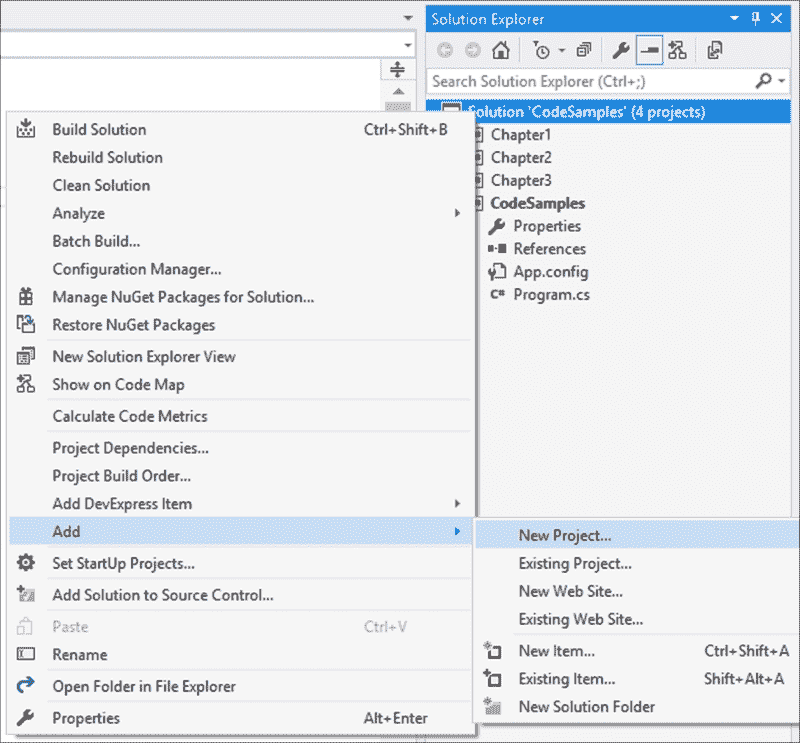 Solution Explorer
Search Solution Explorer (Ctrl+;)
Solution 'CodeSamples' (4 projects)
Chapter1
Chapter2
Chapter3
CodeSamples
Properties
References
App.config
C# Program.cs
Build Solution Ctrl+Shift+B
Rebuild Solution
Clean Solution
Analyze
Batch Build...
Configuration Manager...
Manage NuGet Packages for Solution...
Restore NuGet Packages
New Solution Explorer View
Show on Code Map
Calculate Code Metrics
Project Dependencies...
Project Build Order...
Add DevExpress Item
Add
Set StartUp Projects...
Add Solution to Source Control...
Paste Ctrl+V
Rename
Open Folder in File Explorer
Properties Alt+Enter
New Project...
Existing Project...
New Web Site...
Existing Web Site...
New Item... Ctrl+Shift+A
Existing Item... Shift+Alt+A
New Solution Folder